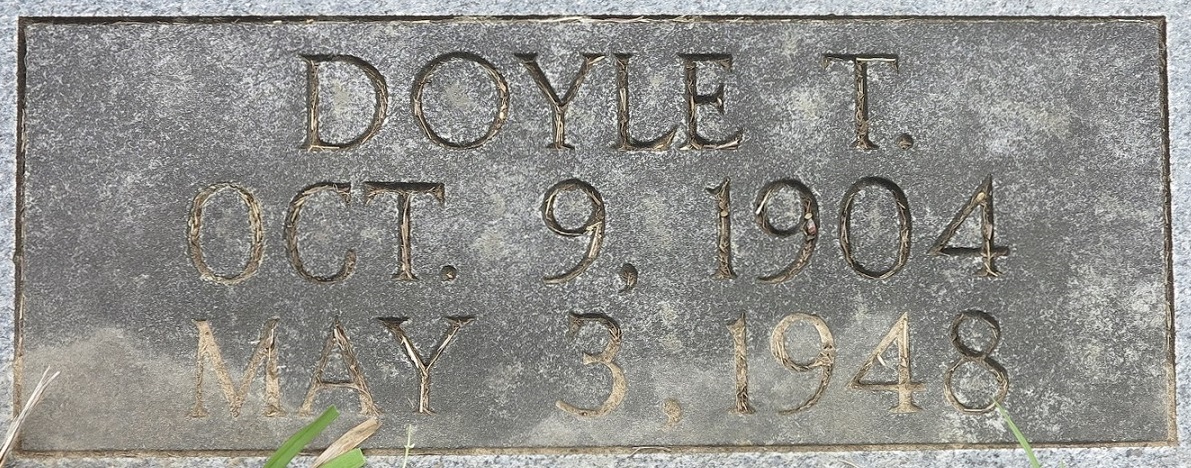 DOYLE T.
OCT. 9, 1904
MAY 3, 1948